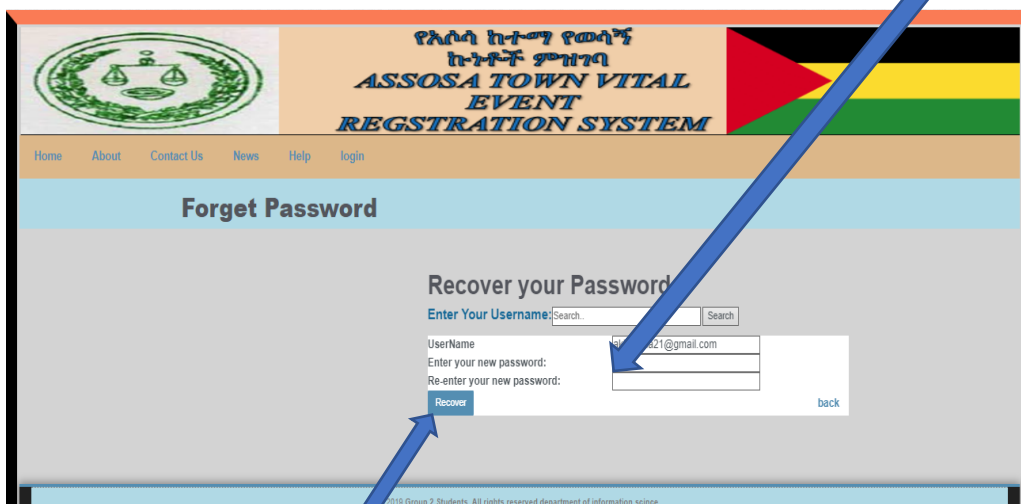 የአሶሳ ከተማ የወሳኝ
ኩነቶች ምዝገባ
ASSOSA TOWN VITAL
EVENT
REGSTRATION SYSTEM
Home About Contact Us News Help login
Forget Password
Recover your Password
Enter Your Username: Search.. Search
UserName a21@gmail.com
Enter your new password:
Re-enter your new password:
Recover back
2019 Group 2 Students. All rights reserved department of information scince